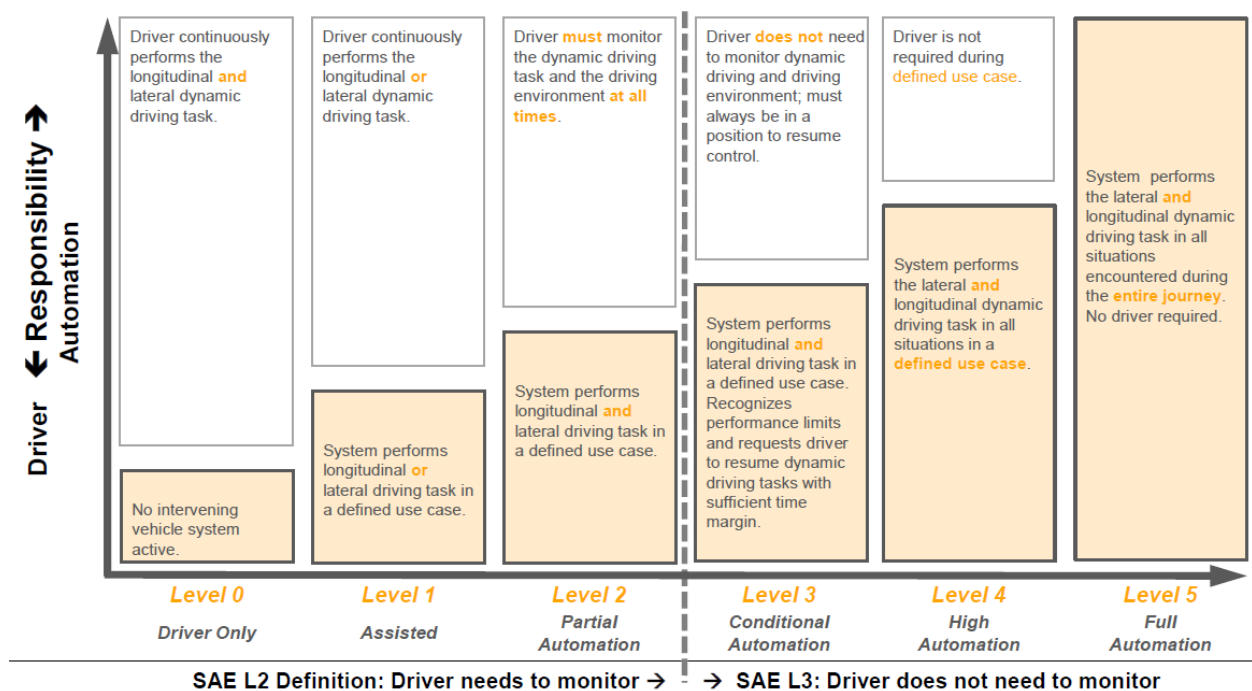 Driver continuously
performs the
longitudinal and
lateral dynamic
driving task.
Driver continuously
performs the
longitudinal or
lateral dynamic
driving task.
Driver must monitor
the dynamic driving
task and the driving
environment at all
times.
Driver does not need
to monitor dynamic
driving and driving
environment; must
always be in a
position to resume
control.
Driver is not
required during
defined use case.
Driver ← Responsibility →
Automation
No intervening
vehicle system
active.
System performs
longitudinal or
lateral driving task in
a defined use case.
System performs
longitudinal and
lateral driving task in
a defined use case.
System performs
longitudinal and
lateral driving task in
a defined use case.
Recognizes
performance limits
and requests driver
to resume dynamic
driving tasks with
sufficient time
margin.
System performs
the lateral and
longitudinal dynamic
driving task in all
situations in a
defined use case.
System performs
the lateral and
longitudinal dynamic
driving task in all
situations
encountered during
the entire journey.
No driver required.
Level 0
Driver Only
Level 1
Assisted
Level 2
Partial
Automation
Level 3
Conditional
Automation
Level 4
High
Automation
Level 5
Full
Automation
SAE L2 Definition: Driver needs to monitor →
→ SAE L3: Driver does not need to monitor